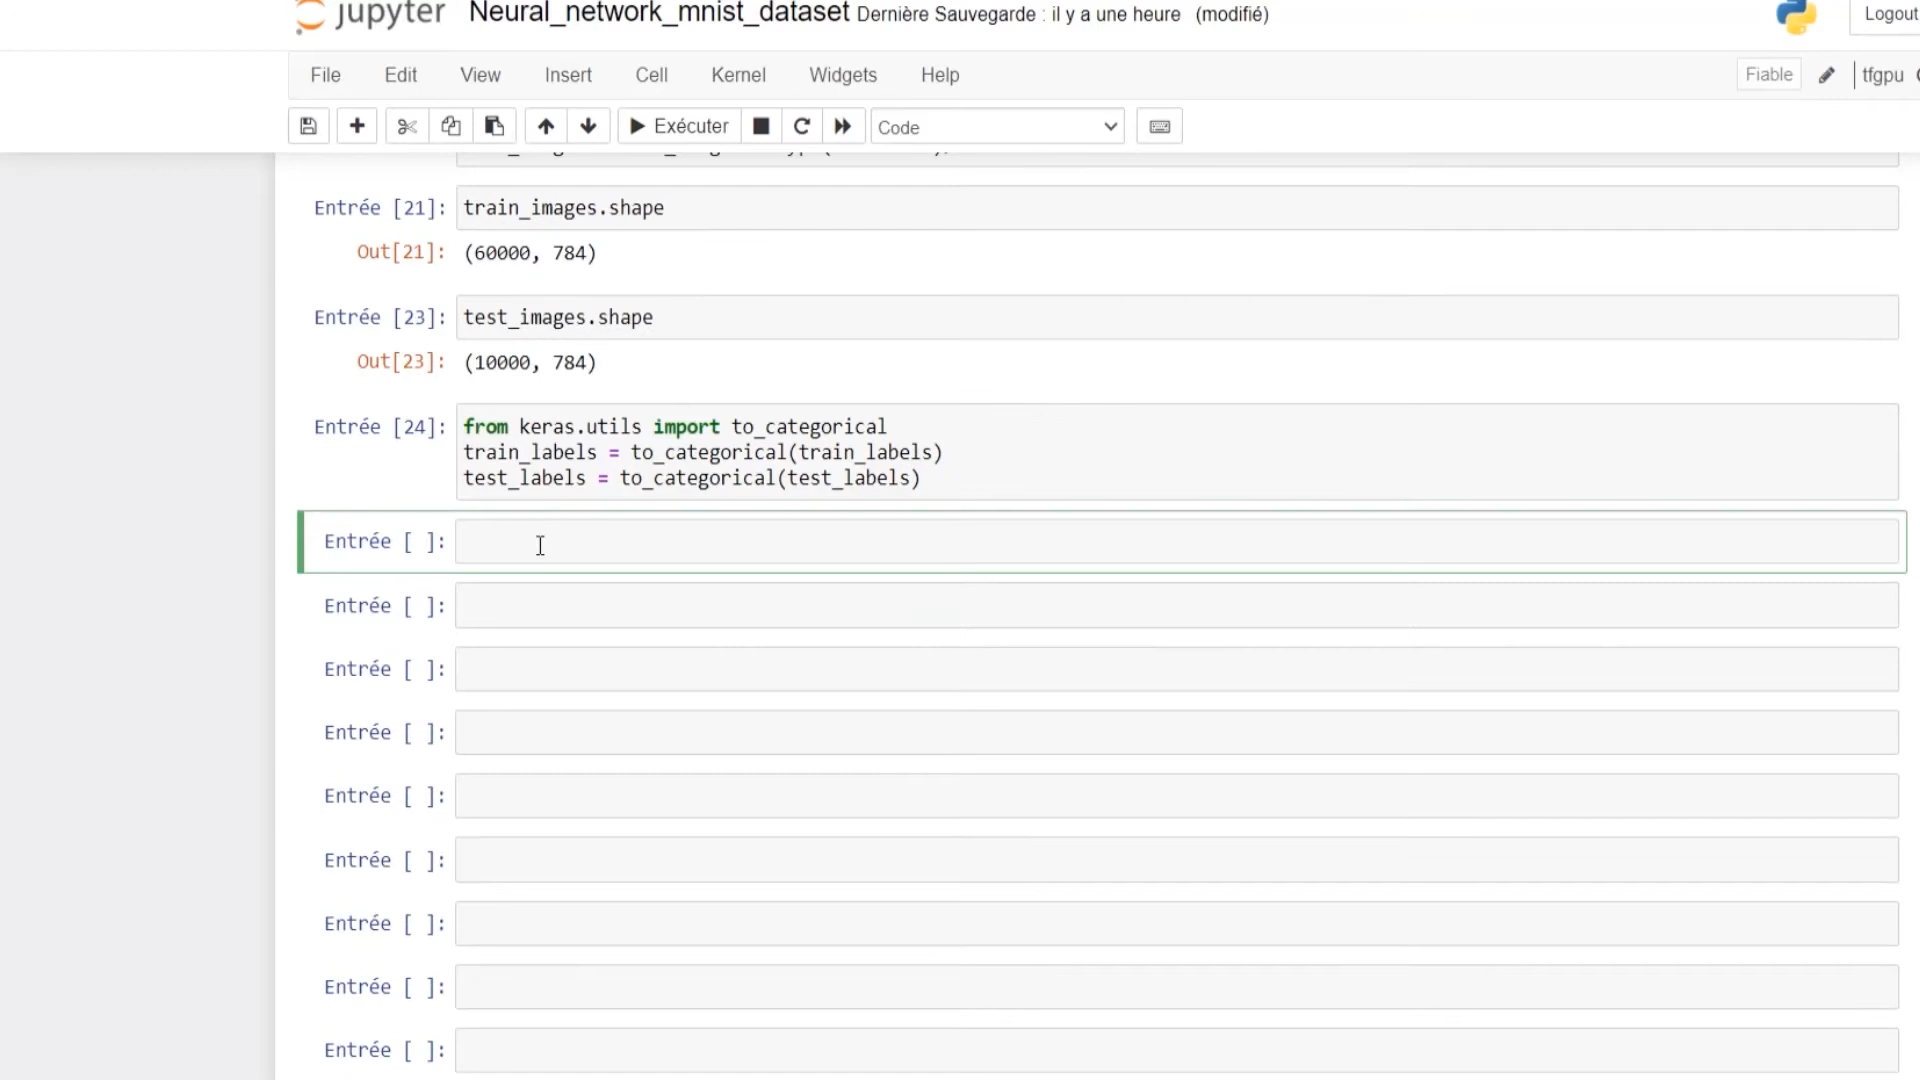 jupyter Neural_network_mnist_dataset Dernière Sauvegarde : il y a une heure (modifié) Logout
File Edit View Insert Cell Kernel Widgets Help Fiable tfgpu
Exécuter Code
Entrée [21]: train_images.shape
Out[21]: (60000, 784)
Entrée [23]: test_images.shape
Out[23]: (10000, 784)
Entrée [24]: from keras.utils import to_categorical
train_labels = to_categorical(train_labels)
test_labels = to_categorical(test_labels)
Entrée [ ]:
Entrée [ ]:
Entrée [ ]:
Entrée [ ]:
Entrée [ ]:
Entrée [ ]:
Entrée [ ]:
Entrée [ ]:
Entrée [ ]: